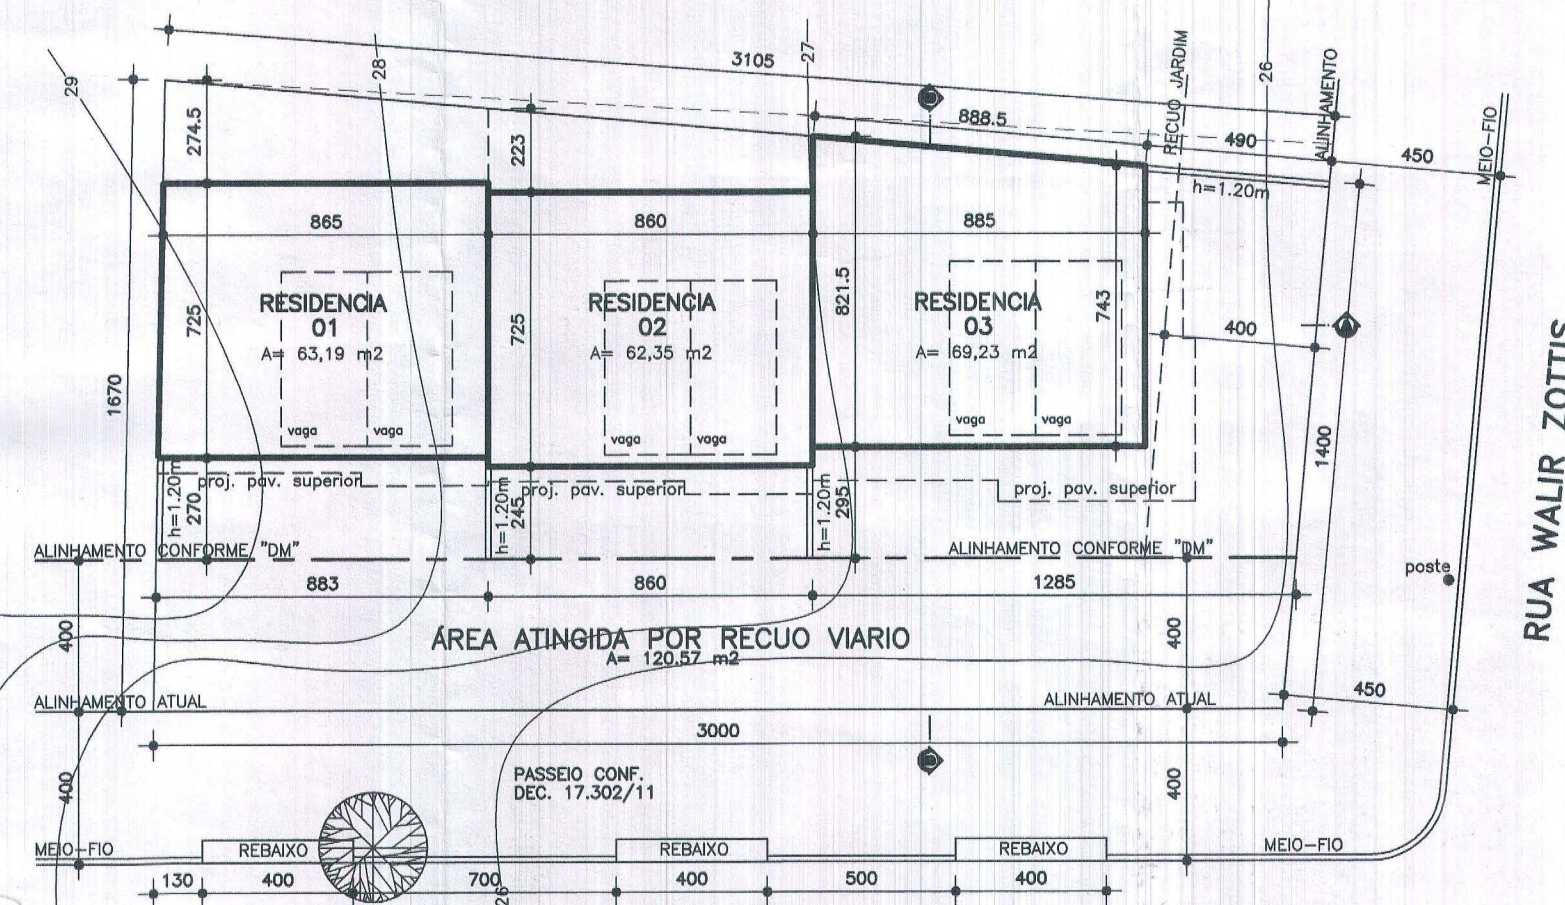 29
28
3105
27
26
RECUO JARDIM
ALINHAMENTO
MEIO-FIO
274.5
223
888.5
490
450
h=1.20m
865
860
885
RESIDENCIA
01
A= 63,19 m2
725
vaga
vaga
RESIDENCIA
02
A= 62,35 m2
725
vaga
vaga
RESIDENCIA
03
A= 69,23 m2
821.5
743
vaga
vaga
400
1670
1400
RUA WALIR ZOTTIS
proj. pav. superior
proj. pav. superior
proj. pav. superior
h=1.20m
270
h=1.20m
245
h=1.20m
295
ALINHAMENTO CONFORME "DM"
ALINHAMENTO CONFORME "DM"
883
860
1285
poste
400
400
ÁREA ATINGIDA POR RECUO VIARIO
A= 120.57 m2
ALINHAMENTO ATUAL
ALINHAMENTO ATUAL
450
3000
PASSEIO CONF.
DEC. 17.302/11
400
400
MEIO-FIO
REBAIXO
REBAIXO
REBAIXO
MEIO-FIO
130
400
700
26
400
500
400